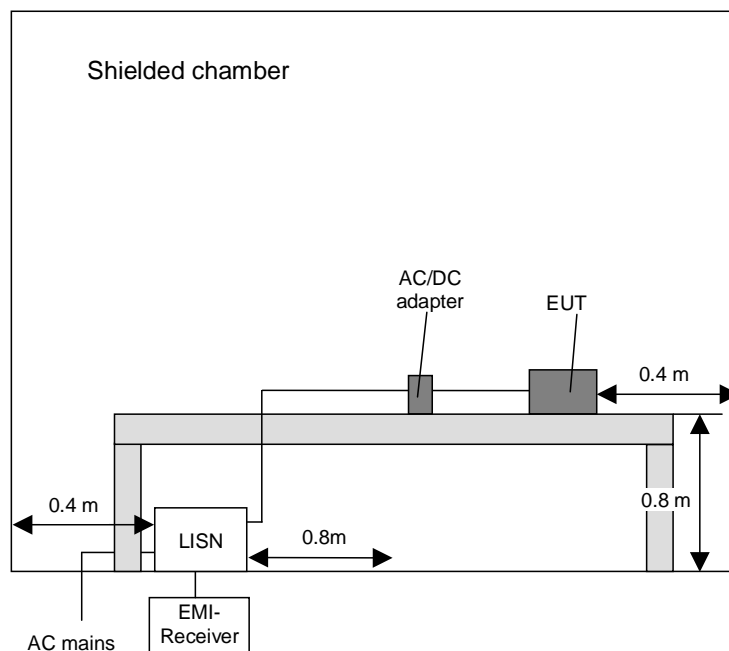 Shielded chamber
AC/DC
adapter
EUT
0.4 m
0.4 m
0.8 m
LISN
0.8m
EMI-
Receiver
AC mains